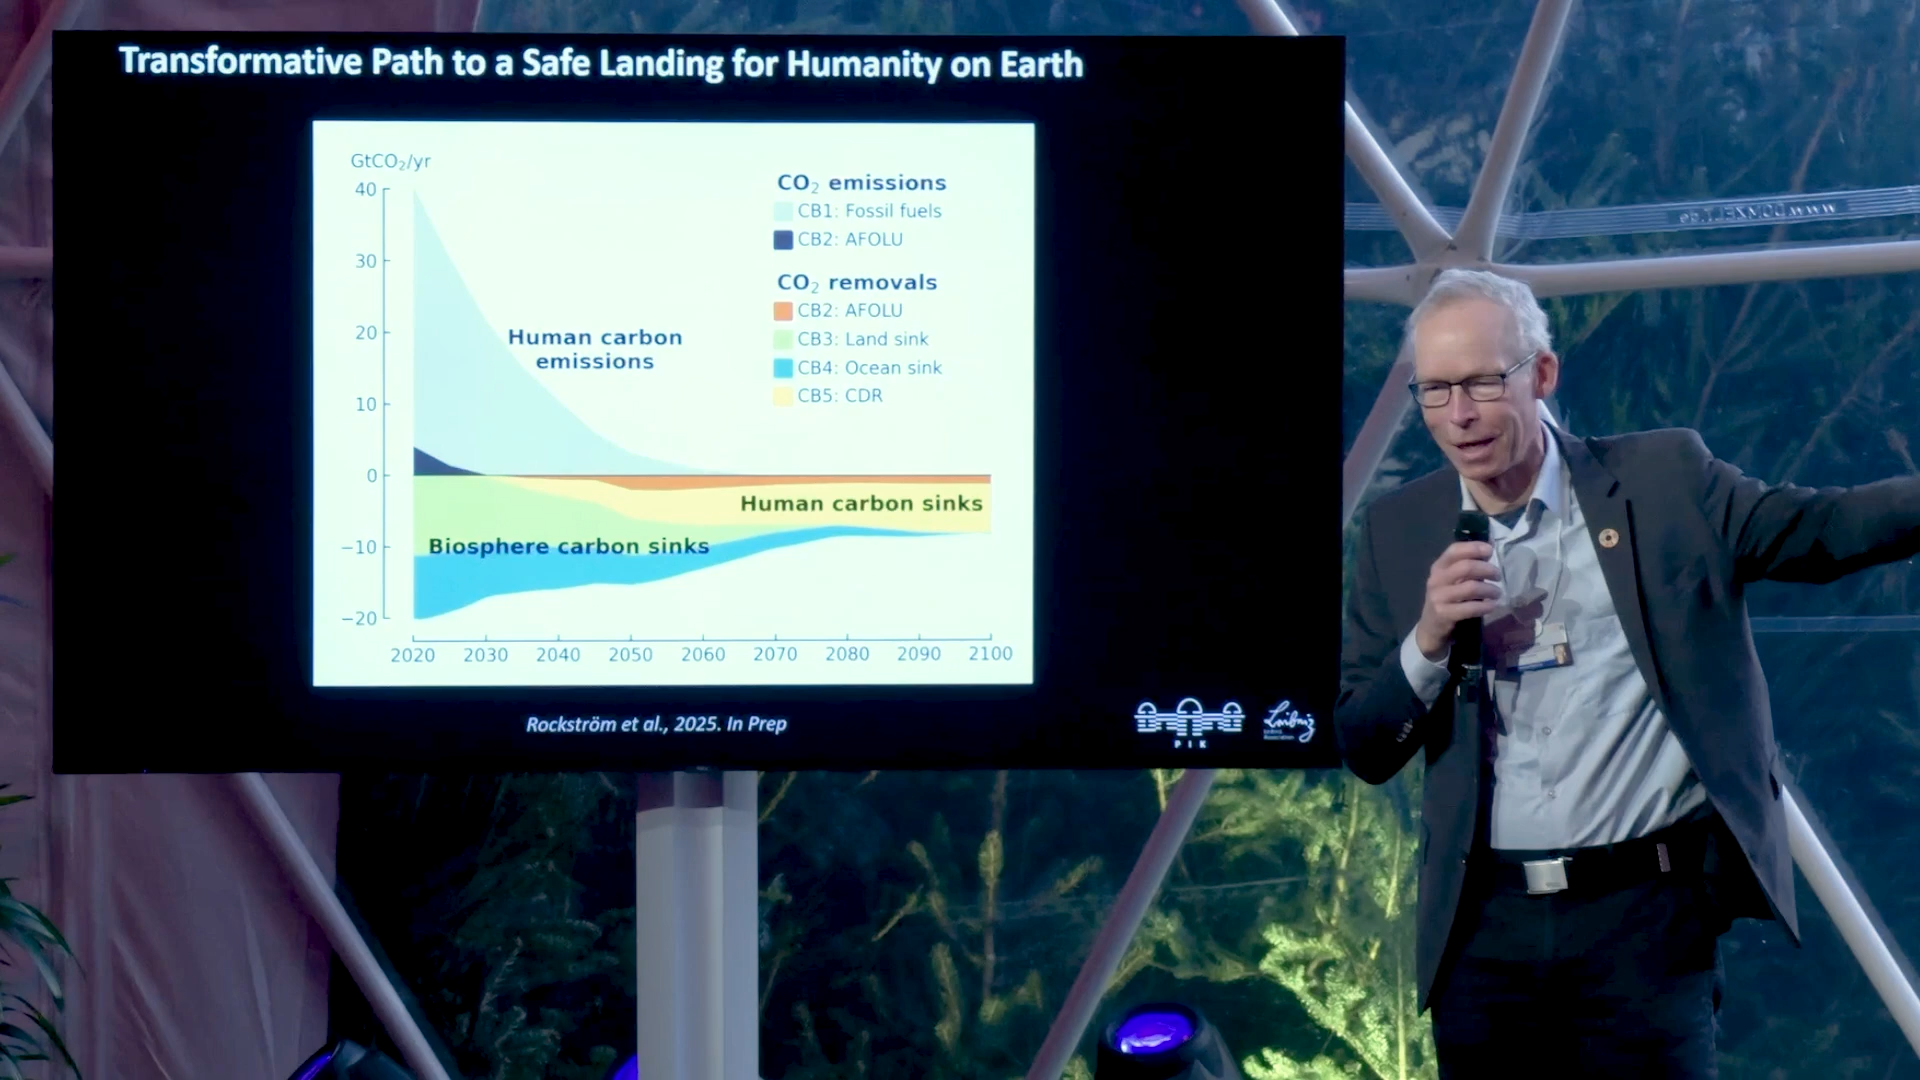 Transformative Path to a Safe Landing for Humanity on Earth
GtCO₂/yr
40
30
20
10
0
−10
−20
Human carbon
emissions
CO₂ emissions
CB1: Fossil fuels
CB2: AFOLU
CO₂ removals
CB2: AFOLU
CB3: Land sink
CB4: Ocean sink
CB5: CDR
Human carbon sinks
Biosphere carbon sinks
2020 2030 2040 2050 2060 2070 2080 2090 2100
Rockström et al., 2025. In Prep
PIK
Leibniz
Association